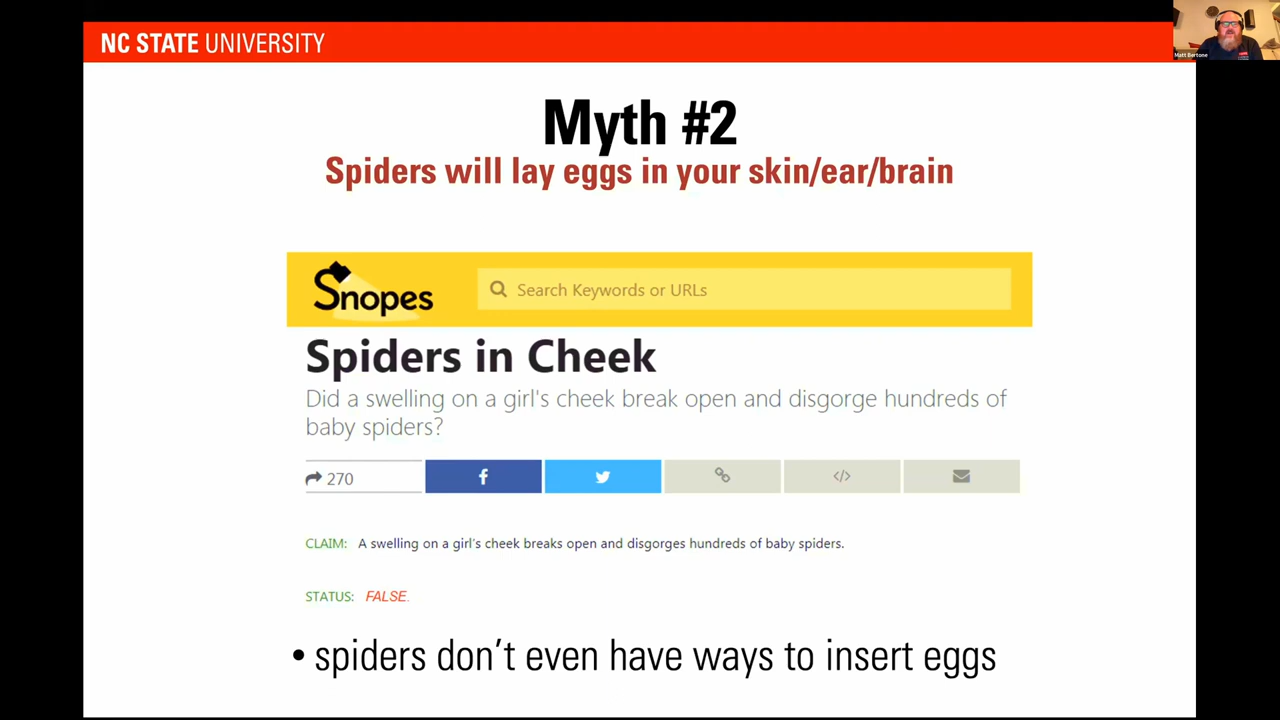 NC STATE UNIVERSITY
Matt Bertone
Myth #2
Spiders will lay eggs in your skin/ear/brain
Snopes
Search Keywords or URLs
Spiders in Cheek
Did a swelling on a girl's cheek break open and disgorge hundreds of
baby spiders?
270
f
</>
CLAIM: A swelling on a girl's cheek breaks open and disgorges hundreds of baby spiders.
STATUS: FALSE.
• spiders don't even have ways to insert eggs